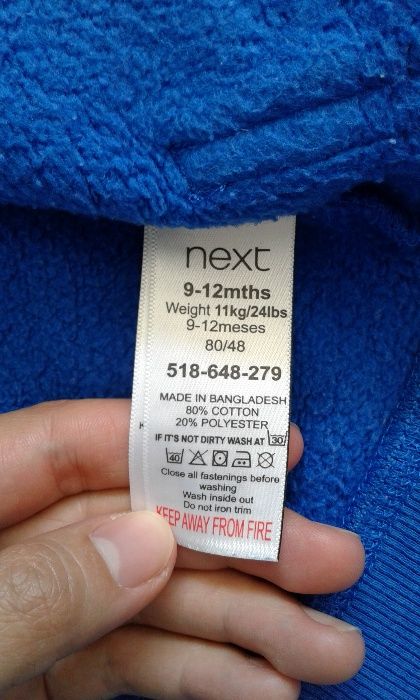 next
9-12mths
Weight 11kg/24lbs
9-12meses
80/48
518-648-279
MADE IN BANGLADESH
80% COTTON
20% POLYESTER
IF IT'S NOT DIRTY WASH AT 30
40
Close all fastenings before
washing
Wash inside out
Do not iron trim
KEEP AWAY FROM FIRE